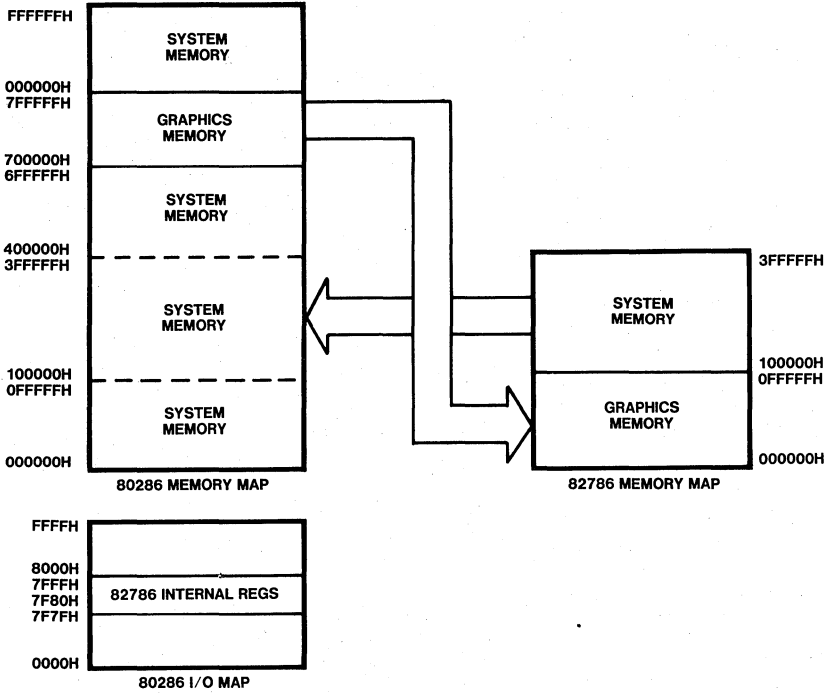 FFFFFFH
SYSTEM
MEMORY
000000H
7FFFFFH
GRAPHICS
MEMORY
700000H
6FFFFFH
SYSTEM
MEMORY
400000H
3FFFFFH
SYSTEM
MEMORY
100000H
0FFFFFH
SYSTEM
MEMORY
000000H
80286 MEMORY MAP
3FFFFFH
SYSTEM
MEMORY
100000H
0FFFFFH
GRAPHICS
MEMORY
000000H
82786 MEMORY MAP
FFFFH
8000H
7FFFH
82786 INTERNAL REGS
7F80H
7F7FH
0000H
80286 I/O MAP